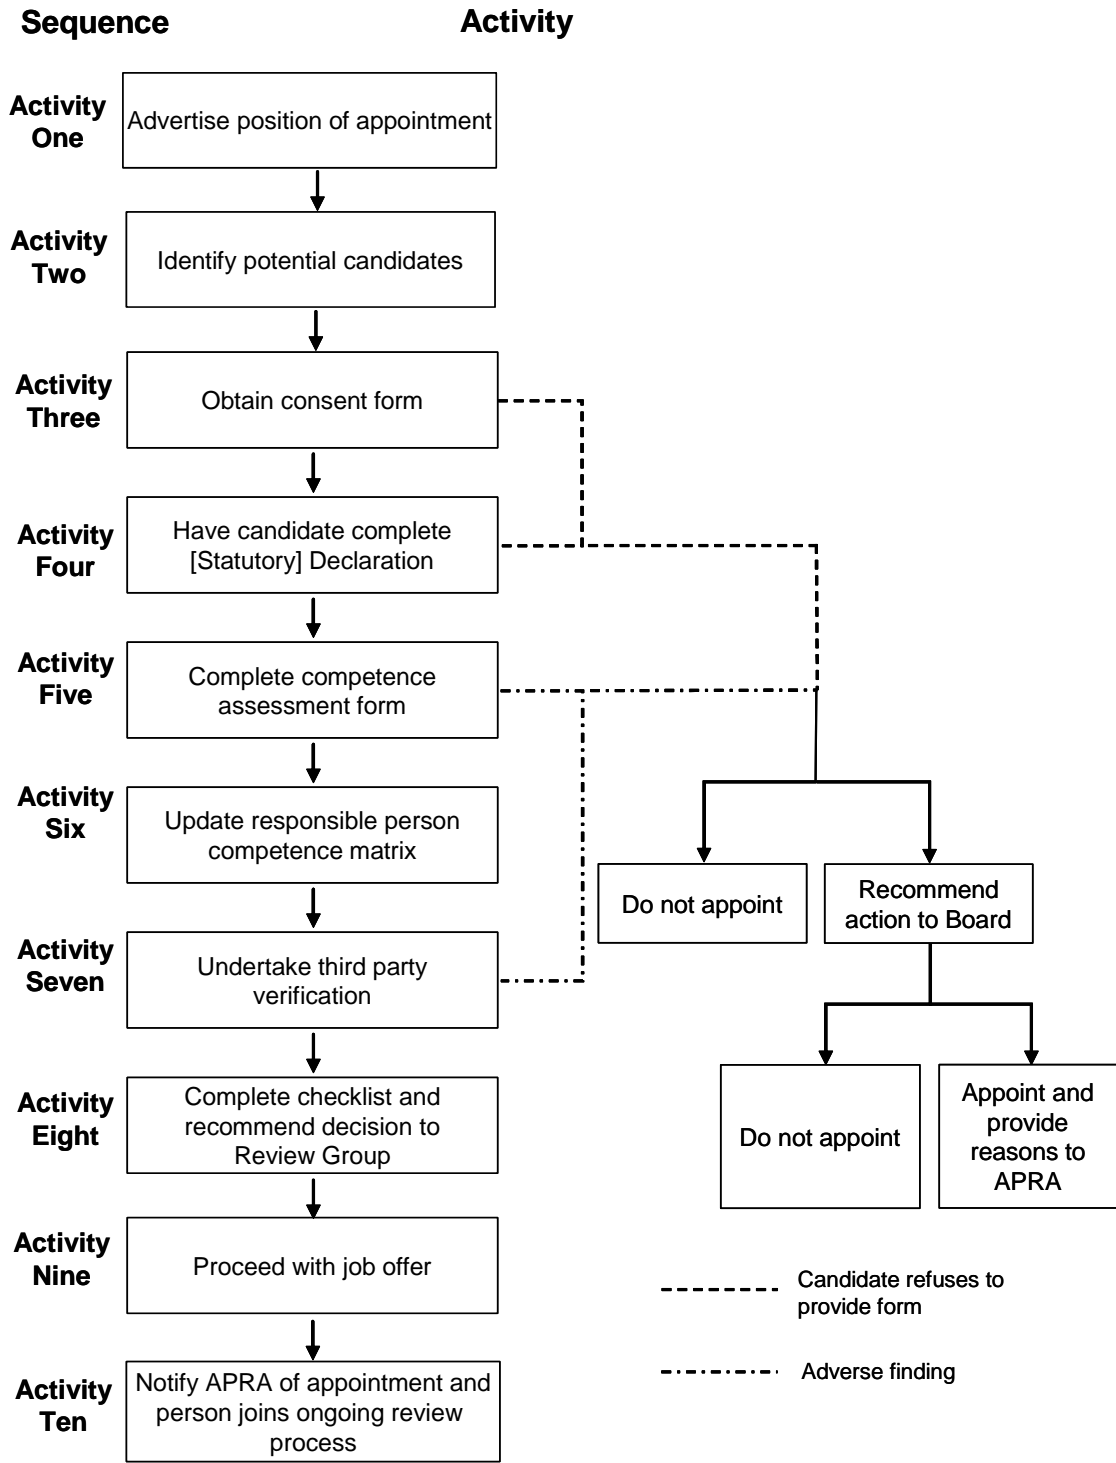 Sequence
Activity
Activity
One
Advertise position of appointment
Activity
Two
Identify potential candidates
Activity
Three
Obtain consent form
Activity
Four
Have candidate complete
[Statutory] Declaration
Activity
Five
Complete competence
assessment form
Activity
Six
Update responsible person
competence matrix
Do not appoint
Recommend
action to Board
Activity
Seven
Undertake third party
verification
Activity
Eight
Complete checklist and
recommend decision to
Review Group
Do not appoint
Appoint and
provide
reasons to
APRA
Activity
Nine
Proceed with job offer
Candidate refuses to
provide form
Adverse finding
Activity
Ten
Notify APRA of appointment and
person joins ongoing review
process